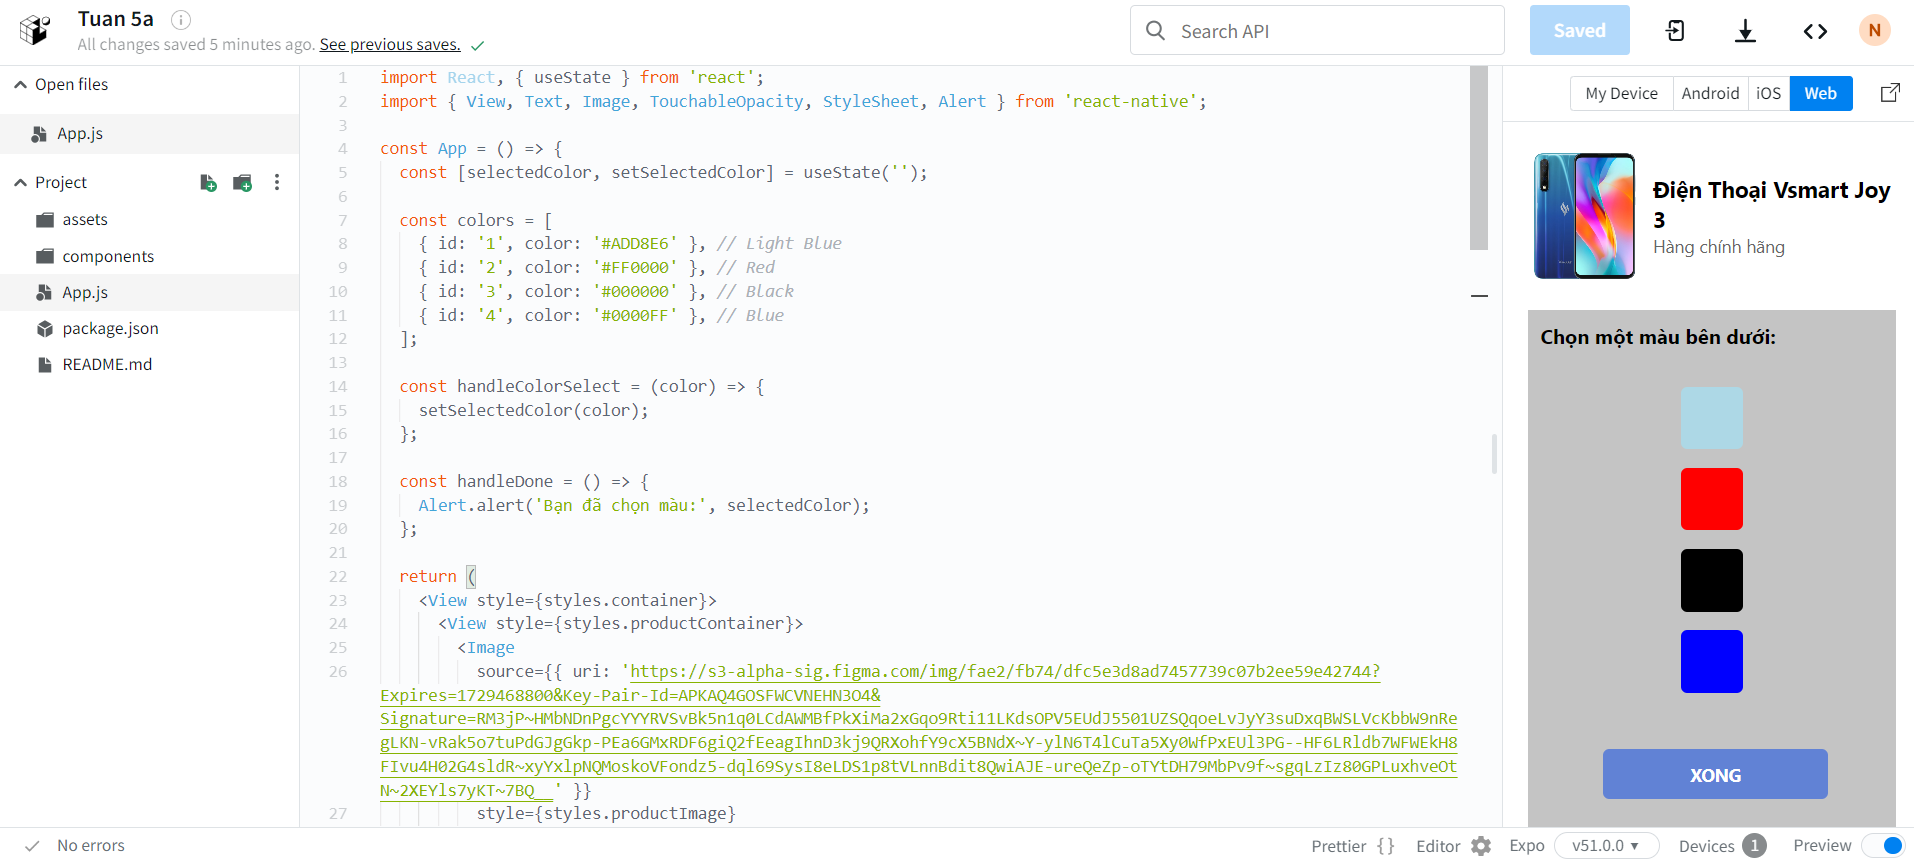 Tuan 5a
All changes saved 5 minutes ago. See previous saves.
Search API
Saved
N
Open files
App.js
Project
assets
components
App.js
package.json
README.md
1 import React, { useState } from 'react';
2 import { View, Text, Image, TouchableOpacity, StyleSheet, Alert } from 'react-native';
3
4 const App = () => {
5 const [selectedColor, setSelectedColor] = useState('');
6
7 const colors = [
8 { id: '1', color: '#ADD8E6' }, // Light Blue
9 { id: '2', color: '#FF0000' }, // Red
10 { id: '3', color: '#000000' }, // Black
11 { id: '4', color: '#0000FF' }, // Blue
12 ];
13
14 const handleColorSelect = (color) => {
15 setSelectedColor(color);
16 };
17
18 const handleDone = () => {
19 Alert.alert('Bạn đã chọn màu:', selectedColor);
20 };
21
22 return (
23 <View style={styles.container}>
24 <View style={styles.productContainer}>
25 <Image
26 source={{ uri: 'https://s3-alpha-sig.figma.com/img/fae2/fb74/dfc5e3d8ad7457739c07b2ee59e42744?
Expires=1729468800&Key-Pair-Id=APKAQ4GOSFWCVNEHN3O4&
Signature=RM3jP~HMbNDnPgcYYYRVSvBk5n1q0LCdAWMBfPkXiMa2xGqo9Rti11LKdsOPV5EUdJ5501UZSQqoeLvJyY3suDxqBWSLVcKbbW9nRe
gLKN-vRak5o7tuPdGJgGkp-PEa6GMxRDF6giQ2fEeagIhnD3kj9QRXohfY9cX5BNdX~Y-ylN6T4lCuTa5Xy0WfPxEUl3PG--HF6LRldb7WFWEkH8
FIvu4H02G4sldR~xyYxlpNQMoskoVFondz5-dql69SysI8eLDS1p8tVLnnBdit8QwiAJE-ureQeZp-oTYtDH79MbPv9f~sgqLzIz80GPLuxhveOt
N~2XEYls7yKT~7BQ__' }}
27 style={styles.productImage}
My Device
Android
iOS
Web
Điện Thoại Vsmart Joy
3
Hàng chính hãng
Chọn một màu bên dưới:
XONG
No errors
Prettier {}
Editor
Expo
v51.0.0
Devices 1
Preview